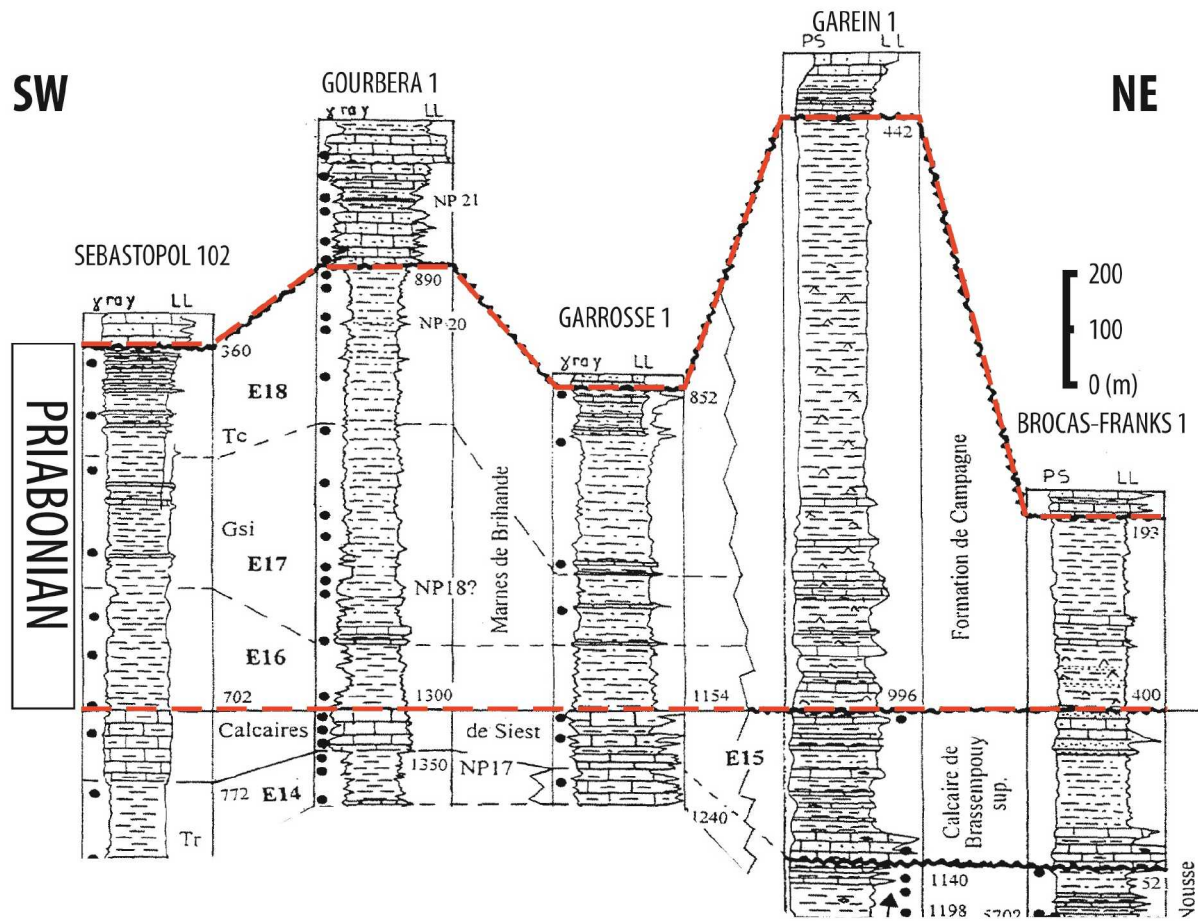 SW
NE
SEBASTOPOL 102
GOURBERA 1
GARROSSE 1
GAREIN 1
BROCAS-FRANKS 1
γray LL
γray LL
γray LL
PS LL
PS LL
PRIABONIAN
200
100
0 (m)
360
702
772
890
1300
1350
852
1154
1240
442
996
1140
1198
193
400
521
570?
E18
Tc
Gsi
E17
E16
Calcaires
de Siest
E14
Tr
NP 21
NP 20
NP18?
NP17
Marnes de Brihande
E15
Formation de Campagne
Calcaire de
Brassempouy
sup.
Nousse